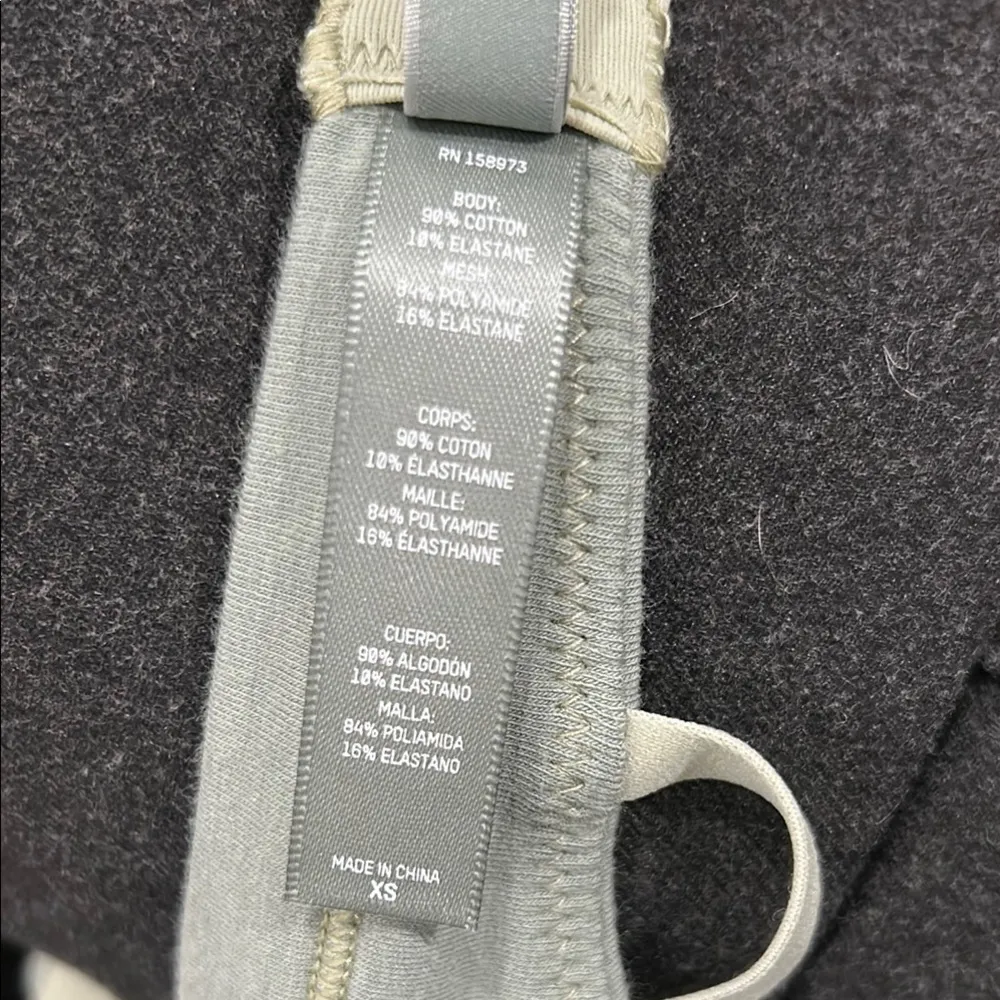 RN 158973
BODY:
90% COTTON
10% ELASTANE
MESH:
84% POLYAMIDE
16% ELASTANE
CORPS:
90% COTON
10% ÉLASTHANNE
MAILLE:
84% POLYAMIDE
16% ÉLASTHANNE
CUERPO:
90% ALGODÓN
10% ELASTANO
MALLA:
84% POLIAMIDA
16% ELASTANO
MADE IN CHINA
XS